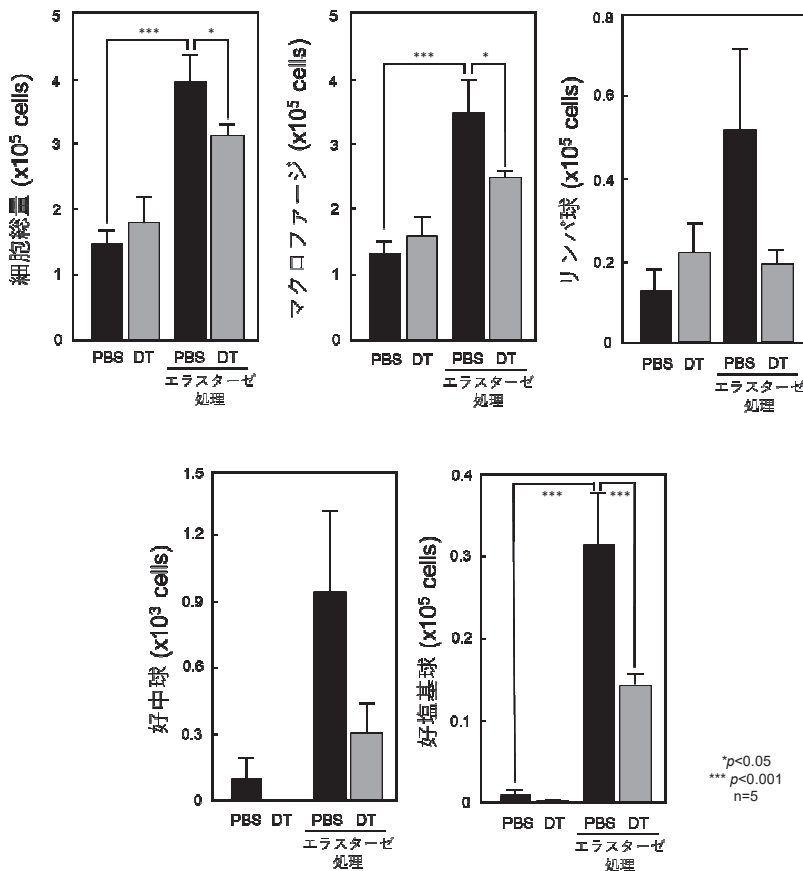 細胞総量 (x10⁵ cells)
5
4
3
2
1
0
***
*
PBS DT PBS DT
エラスターゼ
処理
マクロファージ (x10⁵ cells)
5
4
3
2
1
0
***
*
PBS DT PBS DT
エラスターゼ
処理
リンパ球 (x10⁵ cells)
0.8
0.6
0.4
0.2
0
PBS DT PBS DT
エラスターゼ
処理
好中球 (x10³ cells)
1.5
1.2
0.9
0.6
0.3
0
PBS DT PBS DT
エラスターゼ
処理
好塩基球 (x10⁵ cells)
0.4
0.3
0.2
0.1
0
***
***
PBS DT PBS DT
エラスターゼ
処理
*p<0.05
*** p<0.001
n=5